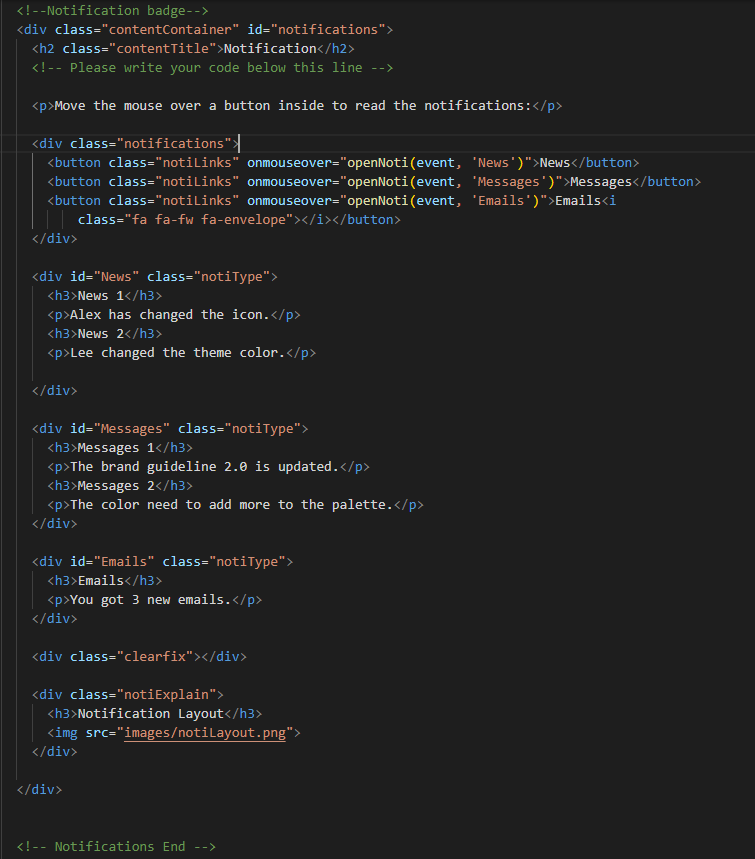 <!--Notification badge-->
<div class="contentContainer" id="notifications">
<h2 class="contentTitle">Notification</h2>
<!-- Please write your code below this line -->
<p>Move the mouse over a button inside to read the notifications:</p>
<div class="notifications">
<button class="notiLinks" onmouseover="openNoti(event, 'News')">News</button>
<button class="notiLinks" onmouseover="openNoti(event, 'Messages')">Messages</button>
<button class="notiLinks" onmouseover="openNoti(event, 'Emails')">Emails<i
class="fa fa-fw fa-envelope"></i></button>
</div>
<div id="News" class="notiType">
<h3>News 1</h3>
<p>Alex has changed the icon.</p>
<h3>News 2</h3>
<p>Lee changed the theme color.</p>
</div>
<div id="Messages" class="notiType">
<h3>Messages 1</h3>
<p>The brand guideline 2.0 is updated.</p>
<h3>Messages 2</h3>
<p>The color need to add more to the palette.</p>
</div>
<div id="Emails" class="notiType">
<h3>Emails</h3>
<p>You got 3 new emails.</p>
</div>
<div class="clearfix"></div>
<div class="notiExplain">
<h3>Notification Layout</h3>
<img src="images/notiLayout.png">
</div>
</div>
<!-- Notifications End -->